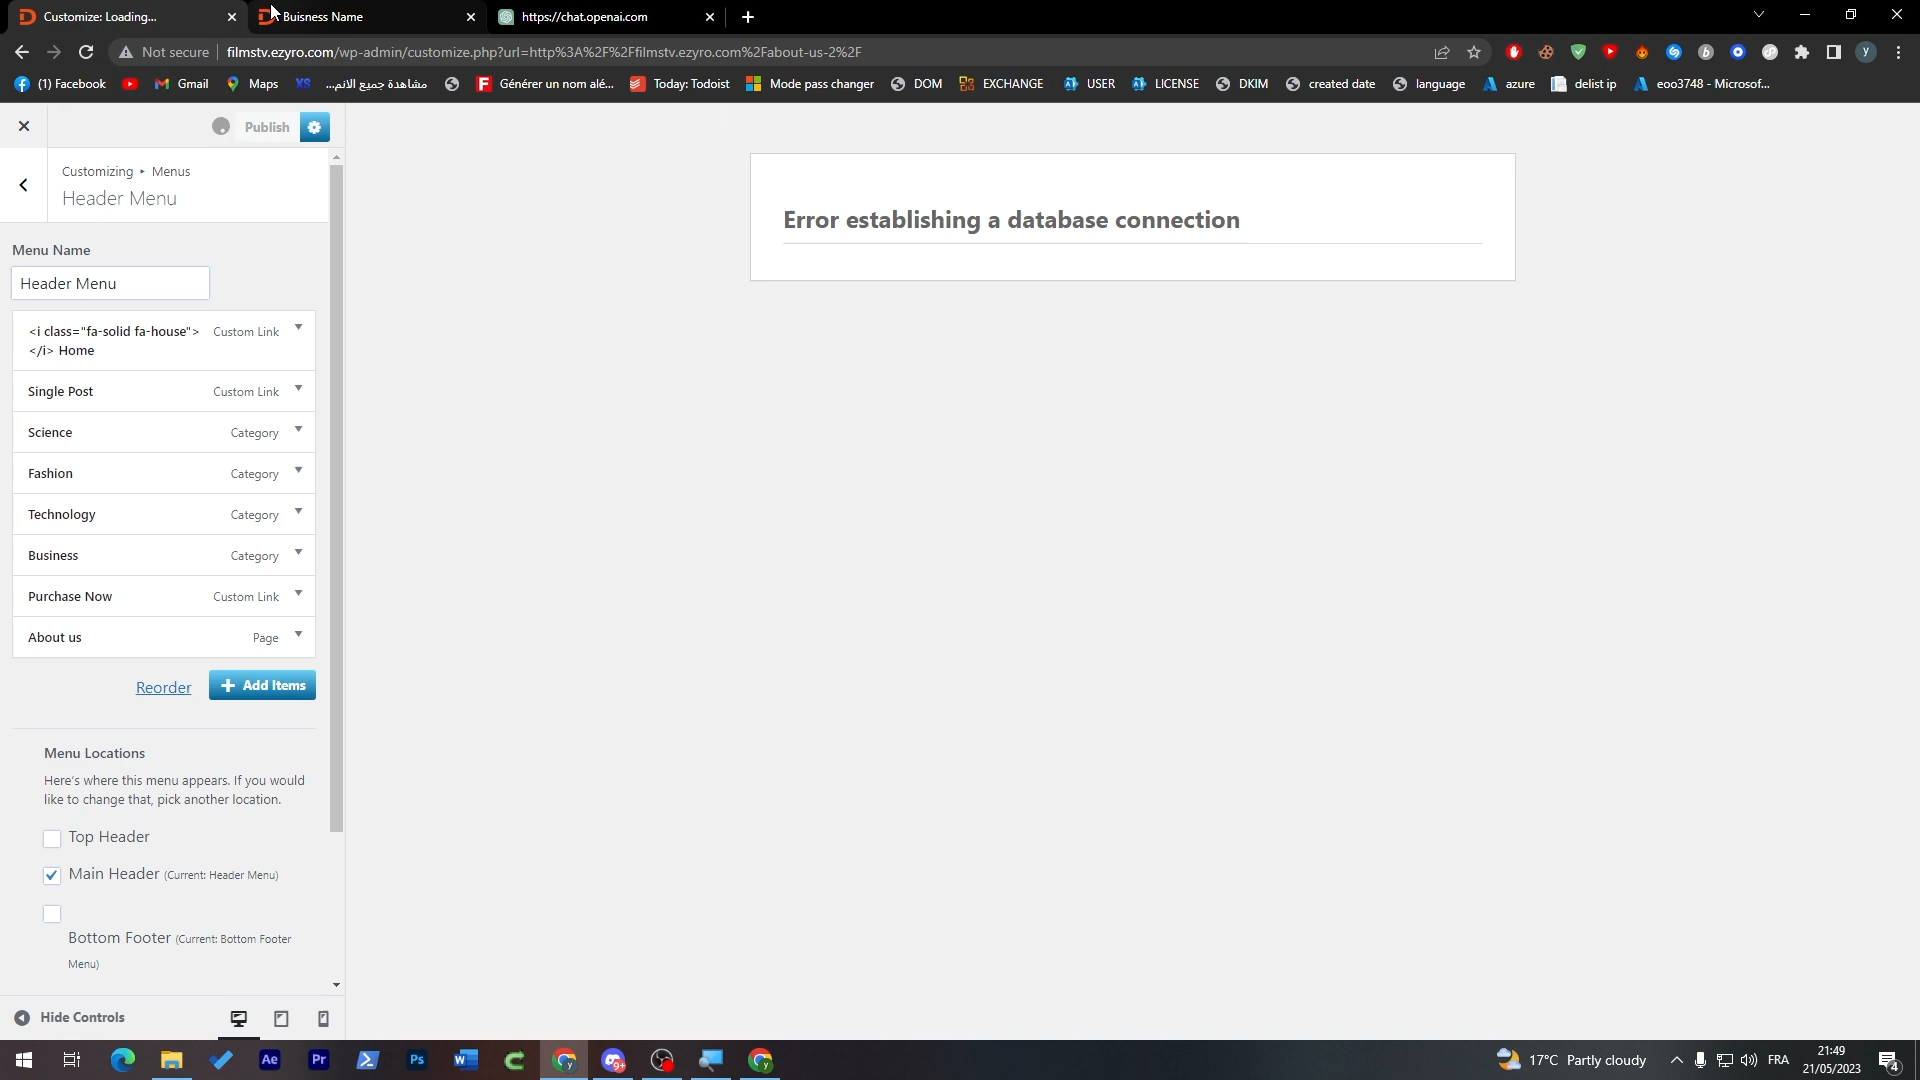 Customize: Loading...
Buisness Name
https://chat.openai.com
Not secure
filmstv.ezyro.com/wp-admin/customize.php?url=http%3A%2F%2Ffilmstv.ezyro.com%2Fabout-us-2%2F
(1) Facebook
Gmail
Maps
XS
مشاهدة جميع الانم...
Générer un nom alé...
Today: Todoist
Mode pass changer
DOM
EXCHANGE
USER
LICENSE
DKIM
created date
language
azure
delist ip
eoo3748 - Microsof...
Publish
Customizing ▸ Menus
Header Menu
Menu Name
Header Menu
<i class="fa-solid fa-house"> Custom Link
</i> Home
Single Post Custom Link
Science Category
Fashion Category
Technology Category
Business Category
Purchase Now Custom Link
About us Page
Reorder
+ Add Items
Menu Locations
Here's where this menu appears. If you would
like to change that, pick another location.
Top Header
Main Header (Current: Header Menu)
Bottom Footer (Current: Bottom Footer
Menu)
Hide Controls
Error establishing a database connection
Ae
Pr
Ps
W
9+
17°C Partly cloudy
FRA
21:49
21/05/2023
4